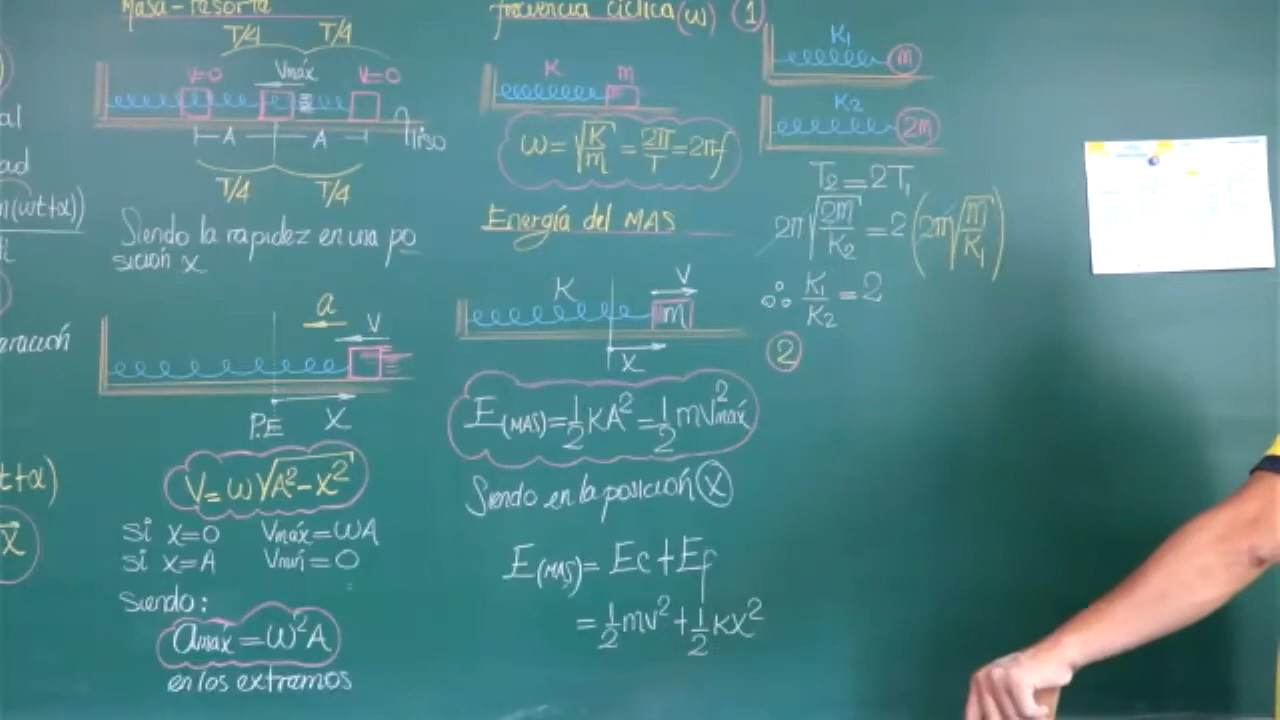 al
ad
n(ωt+α))
eración
t+α)
x
Masa-resorte
T/4 T/4
V=0 Vmáx V=0
A A liso
T/4 T/4
Siendo la rapidez en una po
sición x
a
V
P.E X
V=ω√(A²-x²)
si x=0 Vmáx=ωA
si x=A Vmín=0
siendo:
amáx=ω²A
en los extremos
frecuencia cíclica (ω)
K m
ω=√(K/m)=2π/T=2πf
Energía del MAS
K V
m
x
E(MAS)=½KA²=½mV²máx
Siendo en la posición x
E(MAS)=Ec+Ep
=½mv²+½Kx²
1
K1 m
K2 2m
T2=2T1
2π√(2m/K2)=2(2π√(m/K1))
∴ K1/K2=2
2